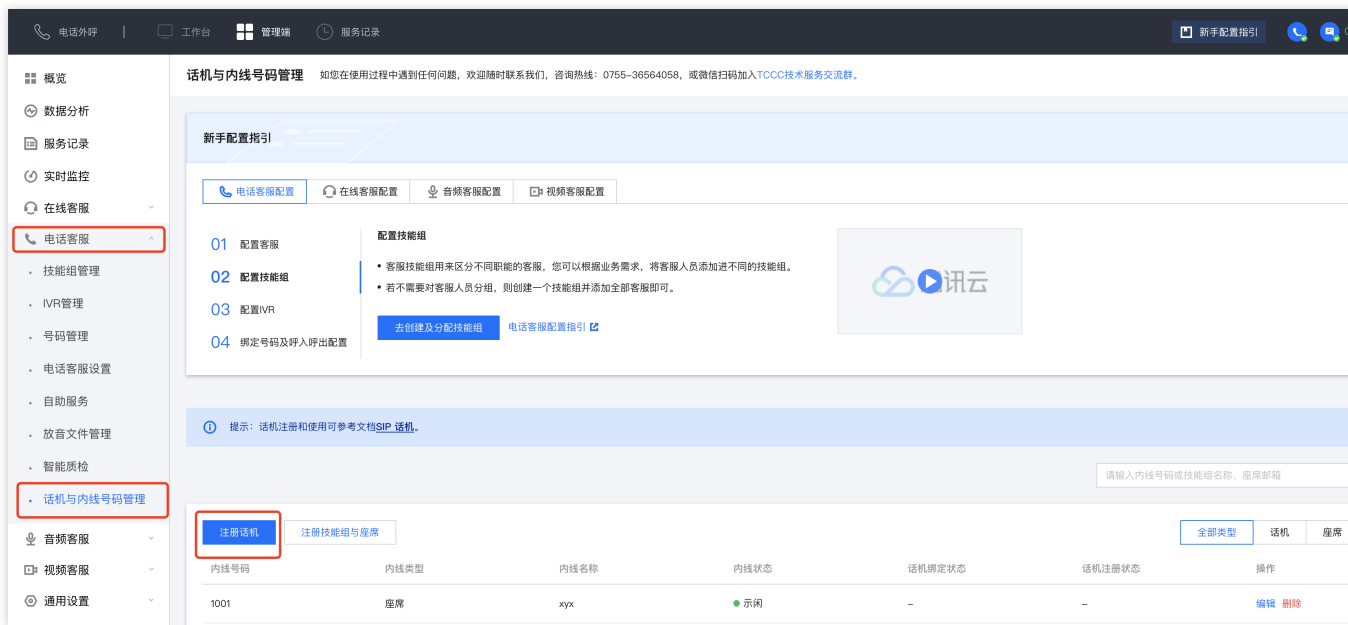 电话外呼 | 工作台 管理端 服务记录 新手配置指引
概览
数据分析
服务记录
实时监控
在线客服
电话客服
技能组管理
IVR管理
号码管理
电话客服设置
自助服务
放音文件管理
智能质检
话机与内线号码管理
音频客服
视频客服
通用设置
话机与内线号码管理 如您在使用过程中遇到任何问题，欢迎随时联系我们，咨询热线：0755-36564058，或微信扫码加入TCCC技术服务交流群。
新手配置指引
电话客服配置 在线客服配置 音频客服配置 视频客服配置
01 配置客服
02 配置技能组
03 配置IVR
04 绑定号码及呼入呼出配置
配置技能组
• 客服技能组用来区分不同职能的客服，您可以根据业务需求，将客服人员添加进不同的技能组。
• 若不需要对客服人员分组，则创建一个技能组并添加全部客服即可。
去创建及分配技能组 电话客服配置指引
讯云
提示：话机注册和使用可参考文档SIP 话机。
请输入内线号码或技能组名称、座席邮箱
注册话机 注册技能组与座席 全部类型 话机 座席
内线号码 内线类型 内线名称 内线状态 话机绑定状态 话机注册状态 操作
1001 座席 xyx 示闲 – – 编辑 删除